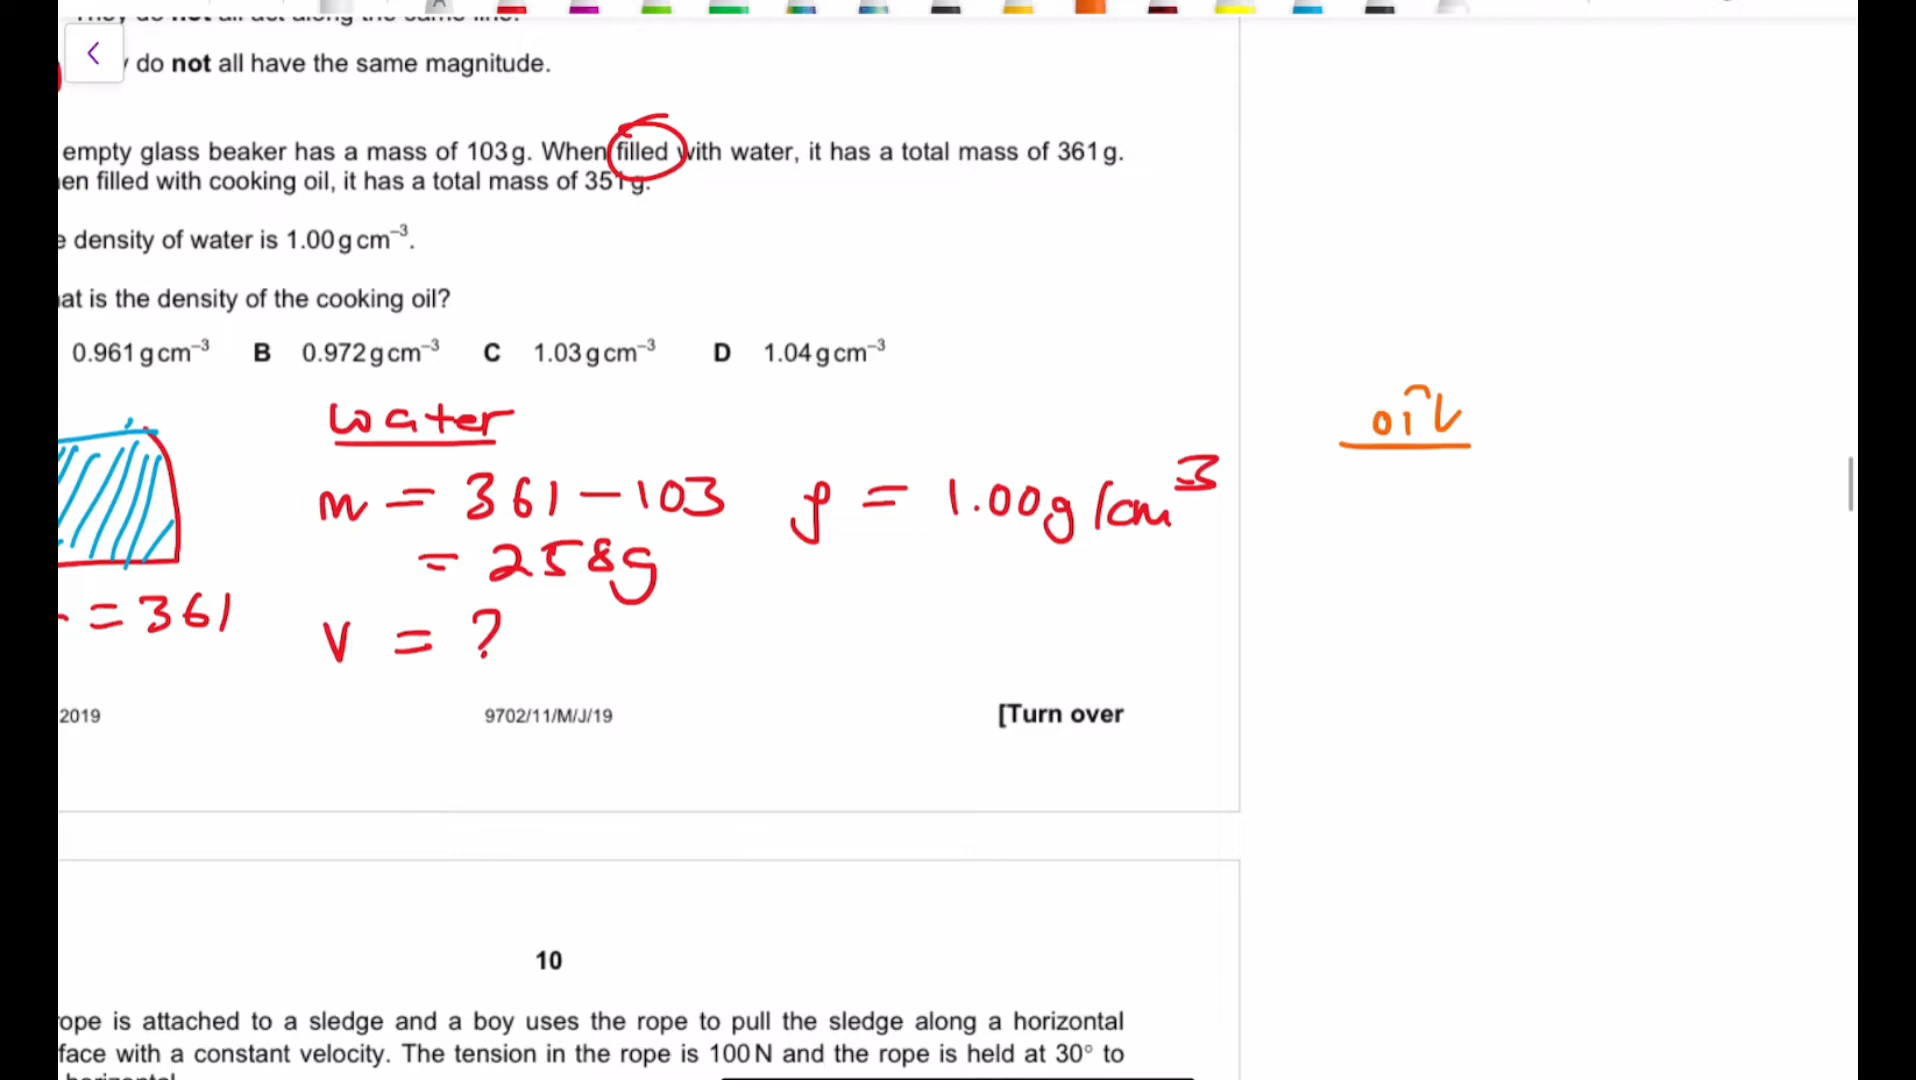 do not all have the same magnitude.
empty glass beaker has a mass of 103 g. When filled with water, it has a total mass of 361 g.
en filled with cooking oil, it has a total mass of 351 g.
e density of water is 1.00 g cm⁻³.
at is the density of the cooking oil?
0.961 g cm⁻³ B 0.972 g cm⁻³ C 1.03 g cm⁻³ D 1.04 g cm⁻³
water
oil
m = 361 - 103 ρ = 1.00g/cm³
= 258g
= 361
v = ?
2019 9702/11/M/J/19 [Turn over
10
ope is attached to a sledge and a boy uses the rope to pull the sledge along a horizontal
face with a constant velocity. The tension in the rope is 100 N and the rope is held at 30° to